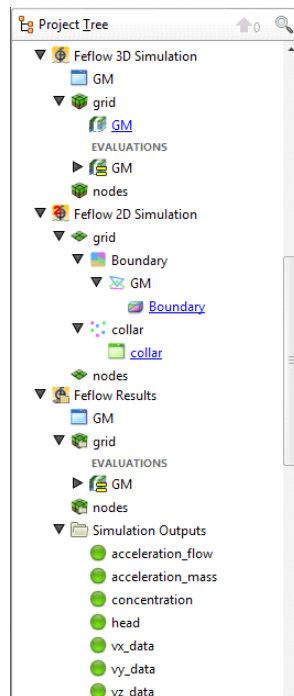 Project Tree 0
Feflow 3D Simulation
GM
grid
GM
EVALUATIONS
GM
nodes
Feflow 2D Simulation
grid
Boundary
GM
Boundary
collar
collar
nodes
Feflow Results
GM
grid
EVALUATIONS
GM
nodes
Simulation Outputs
acceleration_flow
acceleration_mass
concentration
head
vx_data
vy_data
vz_data